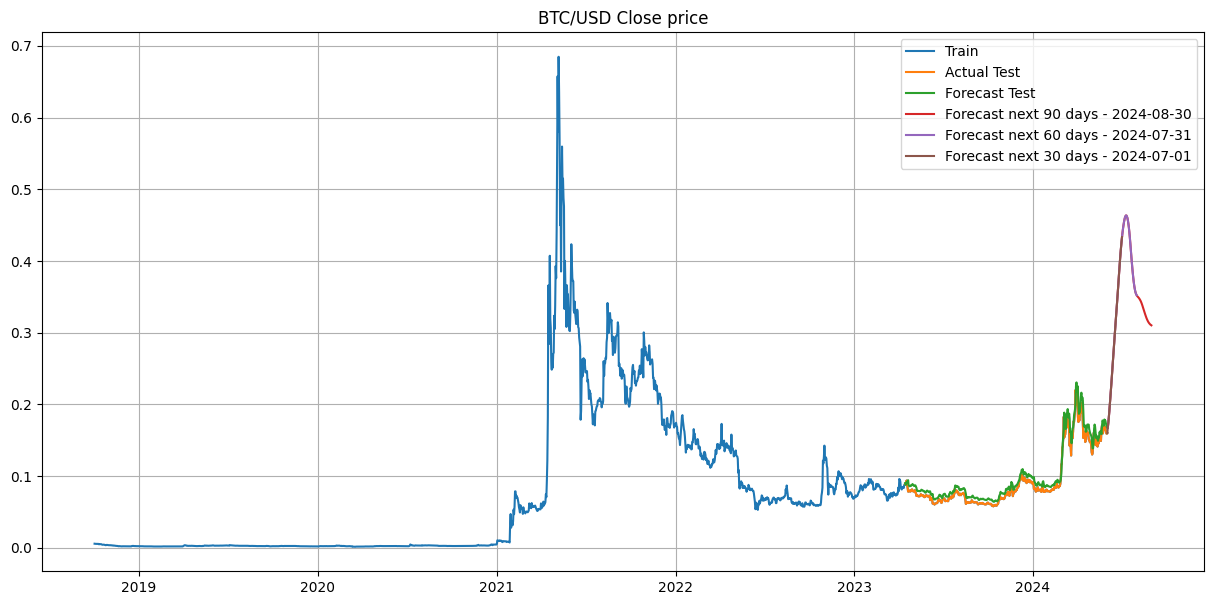 BTC/USD Close price
Train
Actual Test
Forecast Test
Forecast next 90 days - 2024-08-30
Forecast next 60 days - 2024-07-31
Forecast next 30 days - 2024-07-01
0.7
0.6
0.5
0.4
0.3
0.2
0.1
0.0
2019 2020 2021 2022 2023 2024